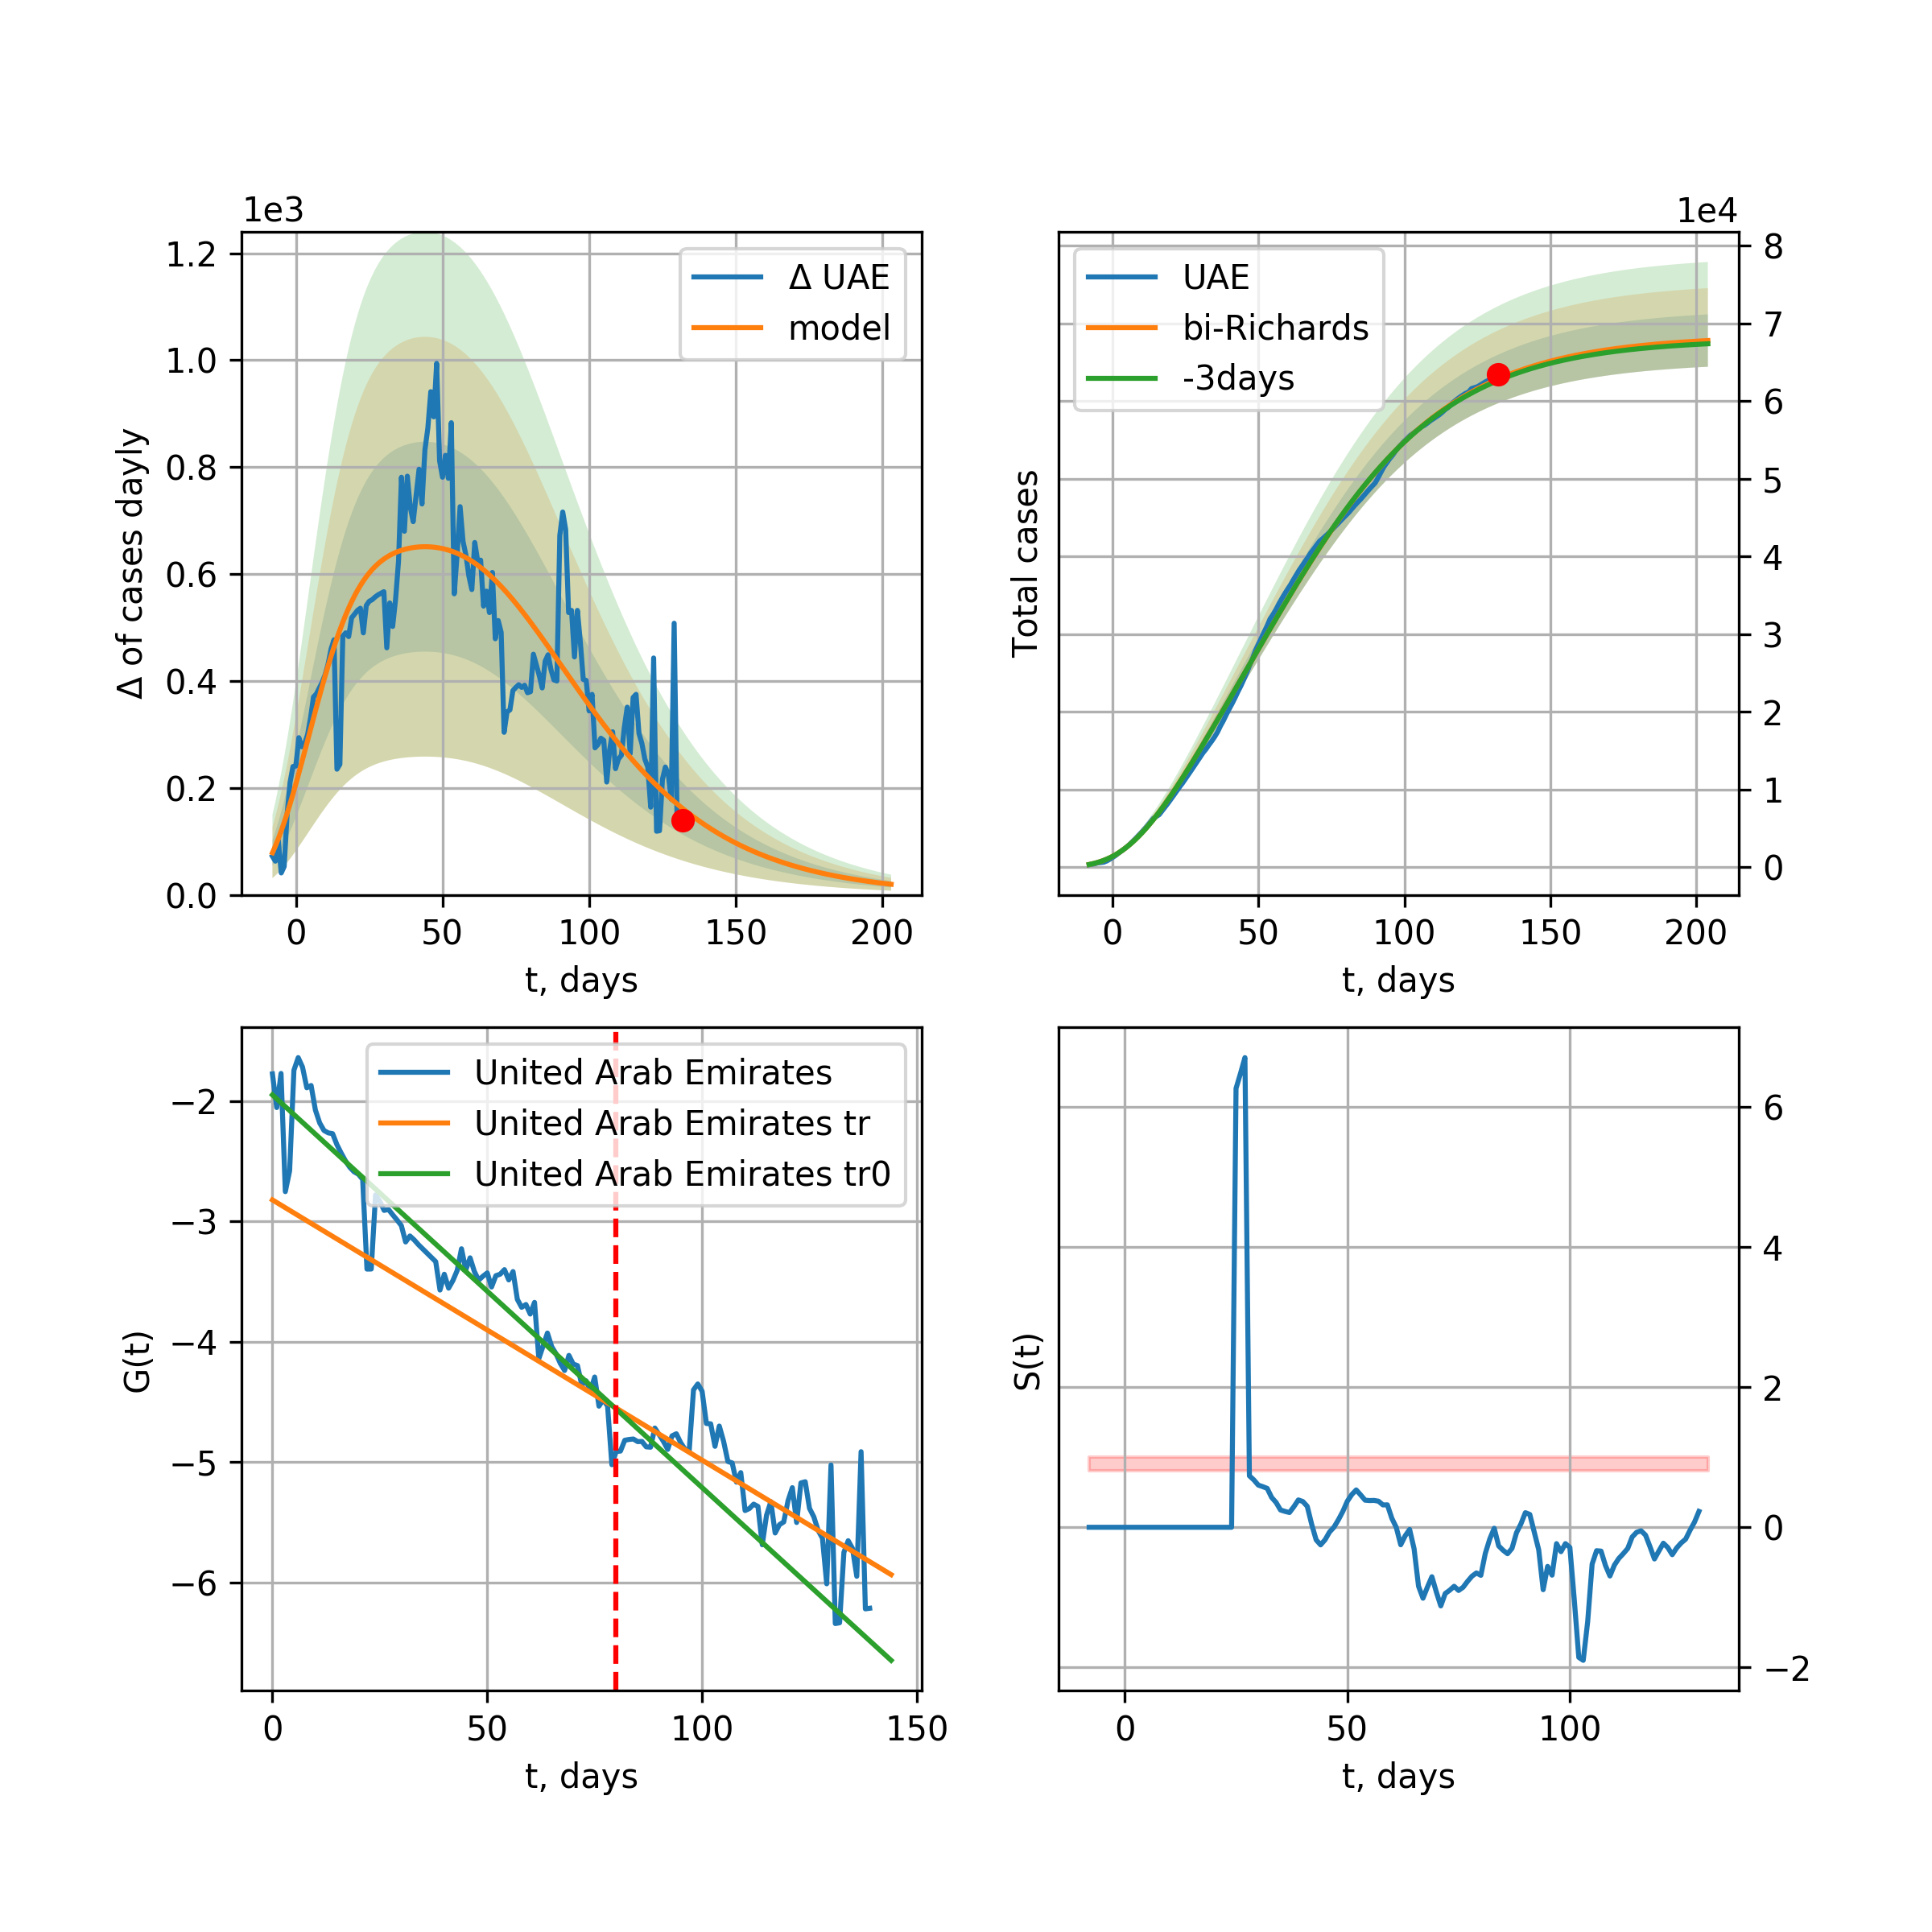 1e3
1.2
1.0
0.8
0.6
0.4
0.2
0.0
Δ of cases dayly
Δ UAE
model
0 50 100 150 200
t, days
1e4
8
7
6
5
4
3
2
1
0
Total cases
UAE
bi-Richards
-3days
0 50 100 150 200
t, days
−2
−3
−4
−5
−6
G(t)
United Arab Emirates
United Arab Emirates tr
United Arab Emirates tr0
0 50 100 150
t, days
6
4
2
0
−2
S(t)
0 50 100
t, days